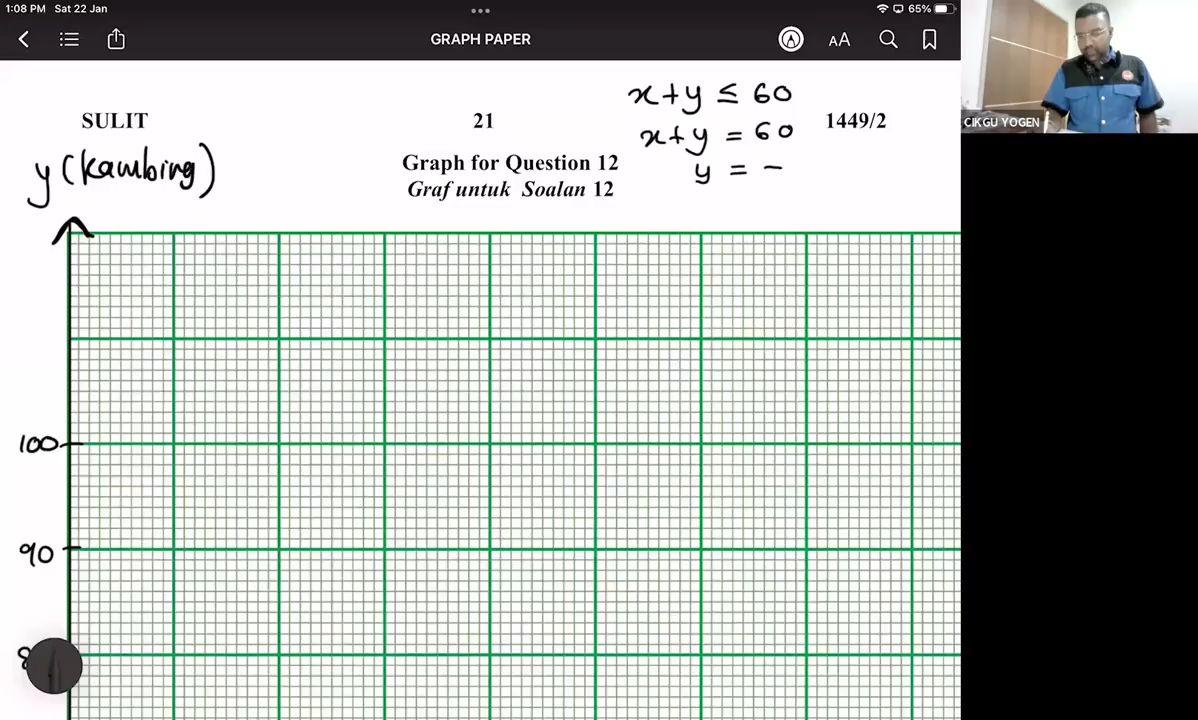 1:08 PM Sat 22 Jan
65%
GRAPH PAPER
AA
CIKGU YOGEN
x+y ≤ 60
SULIT 21 1449/2
x+y = 60
Graph for Question 12
y = -
y (kambing)
Graf untuk Soalan 12
100
90